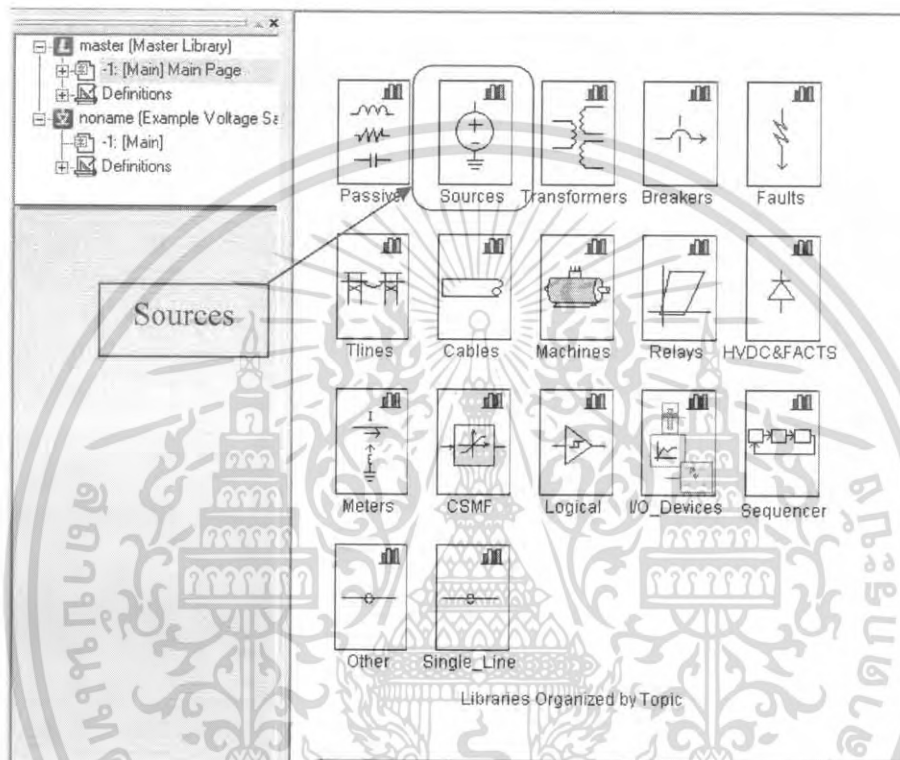 master (Master Library)
-1: [Main] Main Page
Definitions
noname (Example Voltage Sa
-1: [Main]
Definitions
Sources
Passive
Sources
Transformers
Breakers
Faults
Tlines
Cables
Machines
Relays
HVDC&FACTS
Meters
CSMF
Logical
I/O_Devices
Sequencer
Other
Single_Line
Libraries Organized by Topic